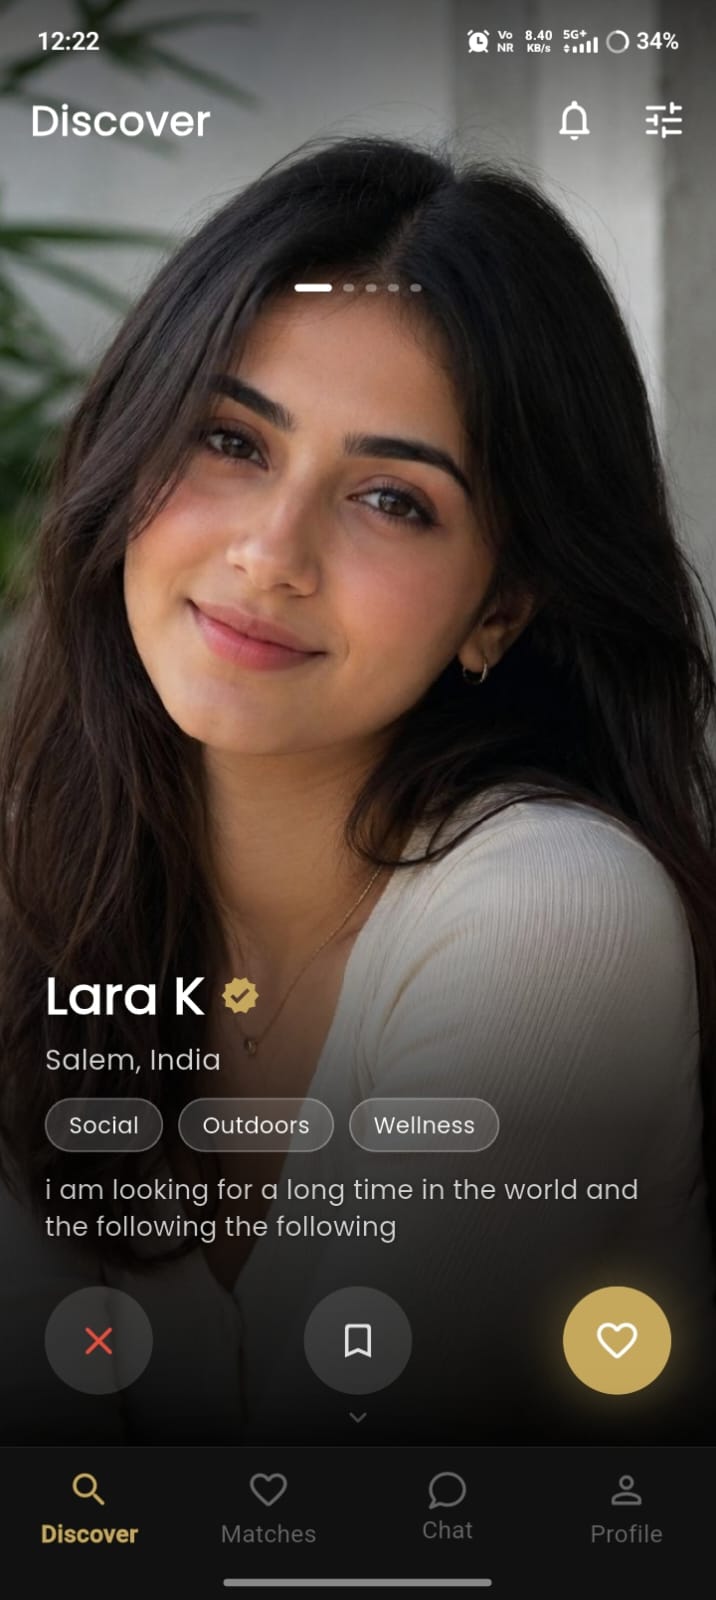 12:22
Vo NR 8.40 KB/s 5G+ 34%
Discover
Lara K
Salem, India
Social Outdoors Wellness
i am looking for a long time in the world and
the following the following
Discover Matches Chat Profile